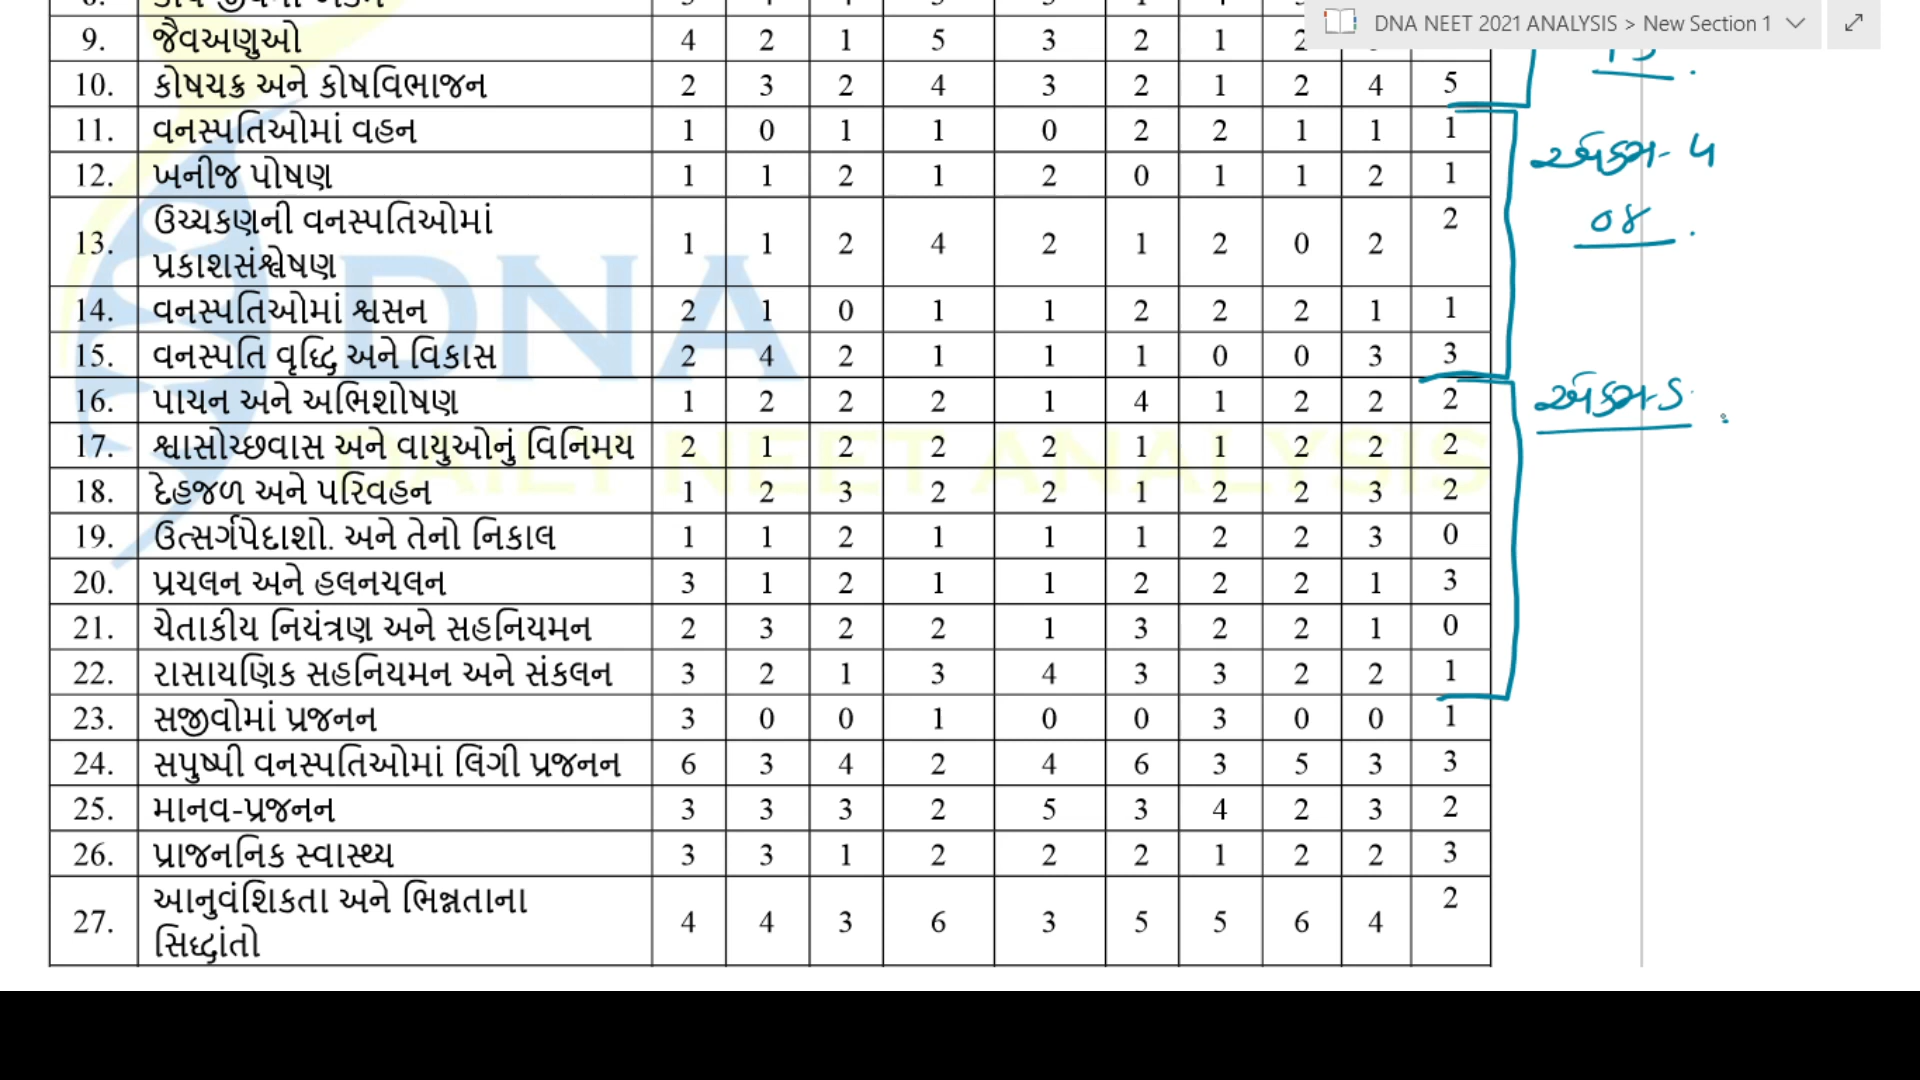 DNA NEET 2021 ANALYSIS > New Section 1
9. જૈવઅણુઓ 4 2 1 5 3 2 1 2
10. કોષચક્ર અને કોષવિભાજન 2 3 2 4 3 2 1 2 4 5
11. વનસ્પતિઓમાં વહન 1 0 1 1 0 2 2 1 1 1
એકમ-4
12. ખનીજ પોષણ 1 1 2 1 2 0 1 1 2 1
ઉચ્ચકણની વનસ્પતિઓમાં
13. પ્રકાશસંશ્લેષણ 1 1 2 4 2 1 2 0 2 2
08
14. વનસ્પતિઓમાં શ્વસન 2 1 0 1 1 2 2 2 1 1
15. વનસ્પતિ વૃદ્ધિ અને વિકાસ 2 4 2 1 1 1 0 0 3 3
16. પાચન અને અભિશોષણ 1 2 2 2 1 4 1 2 2 2
એકમ-5
17. શ્વાસોચ્છવાસ અને વાયુઓનું વિનિમય 2 1 2 2 2 1 1 2 2 2
18. દેહજળ અને પરિવહન 1 2 3 2 2 1 2 2 3 2
19. ઉત્સર્ગપેદાશો. અને તેનો નિકાલ 1 1 2 1 1 1 2 2 3 0
20. પ્રચલન અને હલનચલન 3 1 2 1 1 2 2 2 1 3
21. ચેતાકીય નિયંત્રણ અને સહનિયમન 2 3 2 2 1 3 2 2 1 0
22. રાસાયણિક સહનિયમન અને સંકલન 3 2 1 3 4 3 3 2 2 1
23. સજીવોમાં પ્રજનન 3 0 0 1 0 0 3 0 0 1
24. સપુષ્પી વનસ્પતિઓમાં લિંગી પ્રજનન 6 3 4 2 4 6 3 5 3 3
25. માનવ-પ્રજનન 3 3 3 2 5 3 4 2 3 2
26. પ્રાજનનિક સ્વાસ્થ્ય 3 3 1 2 2 2 1 2 2 3
આનુવંશિકતા અને ભિન્નતાના
27. સિદ્ધાંતો 4 4 3 6 3 5 5 6 4 2
DNA
DAILY NEET ANALYSIS